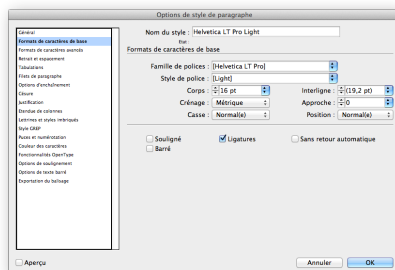 Options de style de paragraphe
Général
Formats de caractères de base
Formats de caractères avancés
Retrait et espacement
Tabulations
Filets de paragraphe
Options d'enchaînement
Césure
Justification
Etendue de colonnes
Lettrines et styles imbriqués
Style GREP
Puces et numérotation
Couleur des caractères
Fonctionnalités OpenType
Options de soulignement
Options de texte barré
Exportation du balisage
Nom du style : Helvetica LT Pro Light
Etat :
Formats de caractères de base
Famille de polices : [Helvetica LT Pro]
Style de police : [Light]
Corps : 16 pt Interligne : (19,2 pt)
Crénage : Métrique Approche : 0
Casse : Normal(e) Position : Normal(e)
Souligné Ligatures Sans retour automatique
Barré
Aperçu Annuler OK